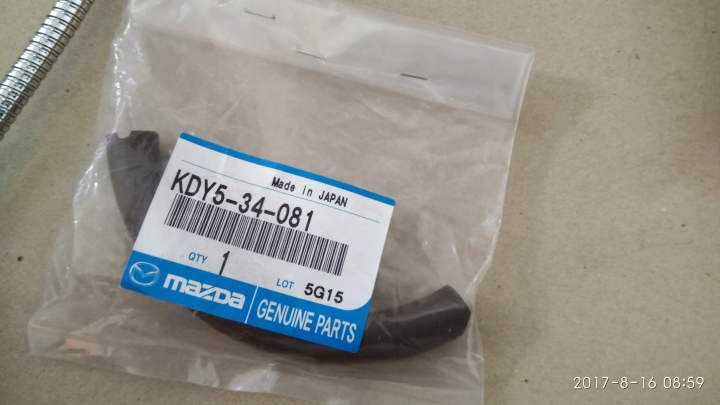 Made in JAPAN
KDY5-34-081
QTY 1 LOT 5G15
mazda GENUINE PARTS
2017-8-16 08:59